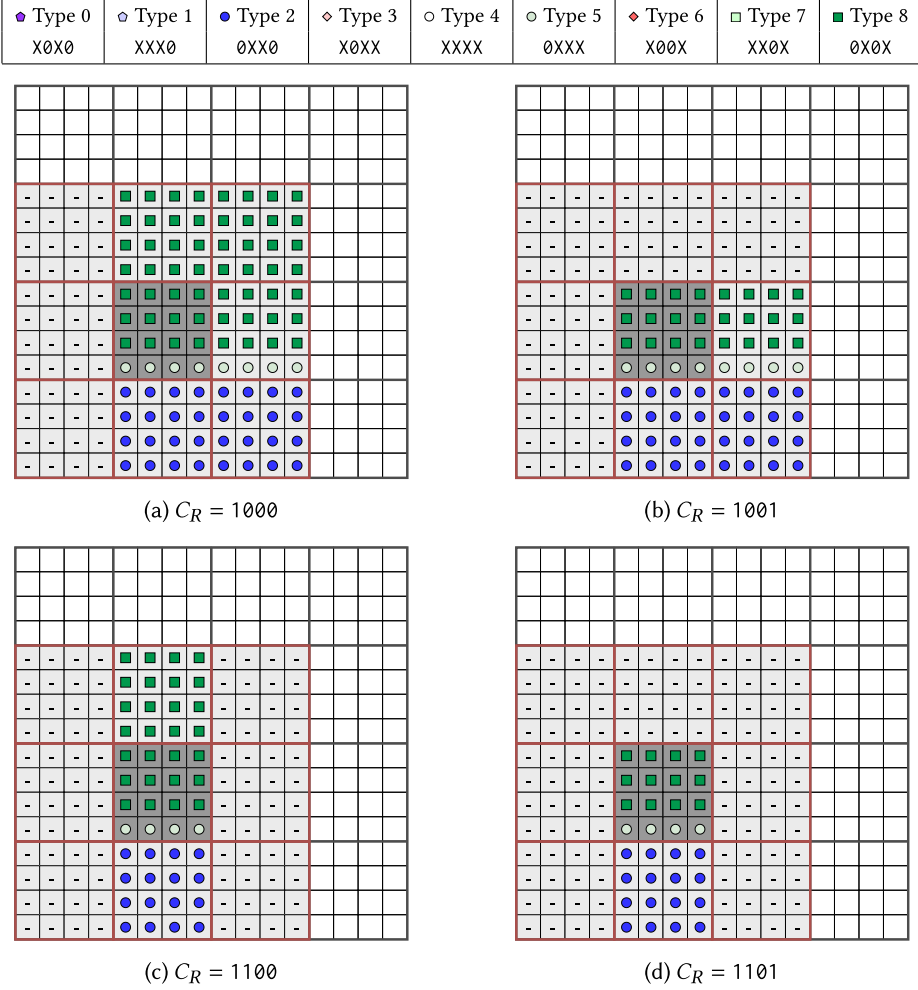 Type 0 Type 1 Type 2 Type 3 Type 4 Type 5 Type 6 Type 7 Type 8
X0X0 XXX0 0XX0 X0XX XXXX 0XXX X00X XX0X 0X0X
(a) C_R = 1000
(b) C_R = 1001
(c) C_R = 1100
(d) C_R = 1101